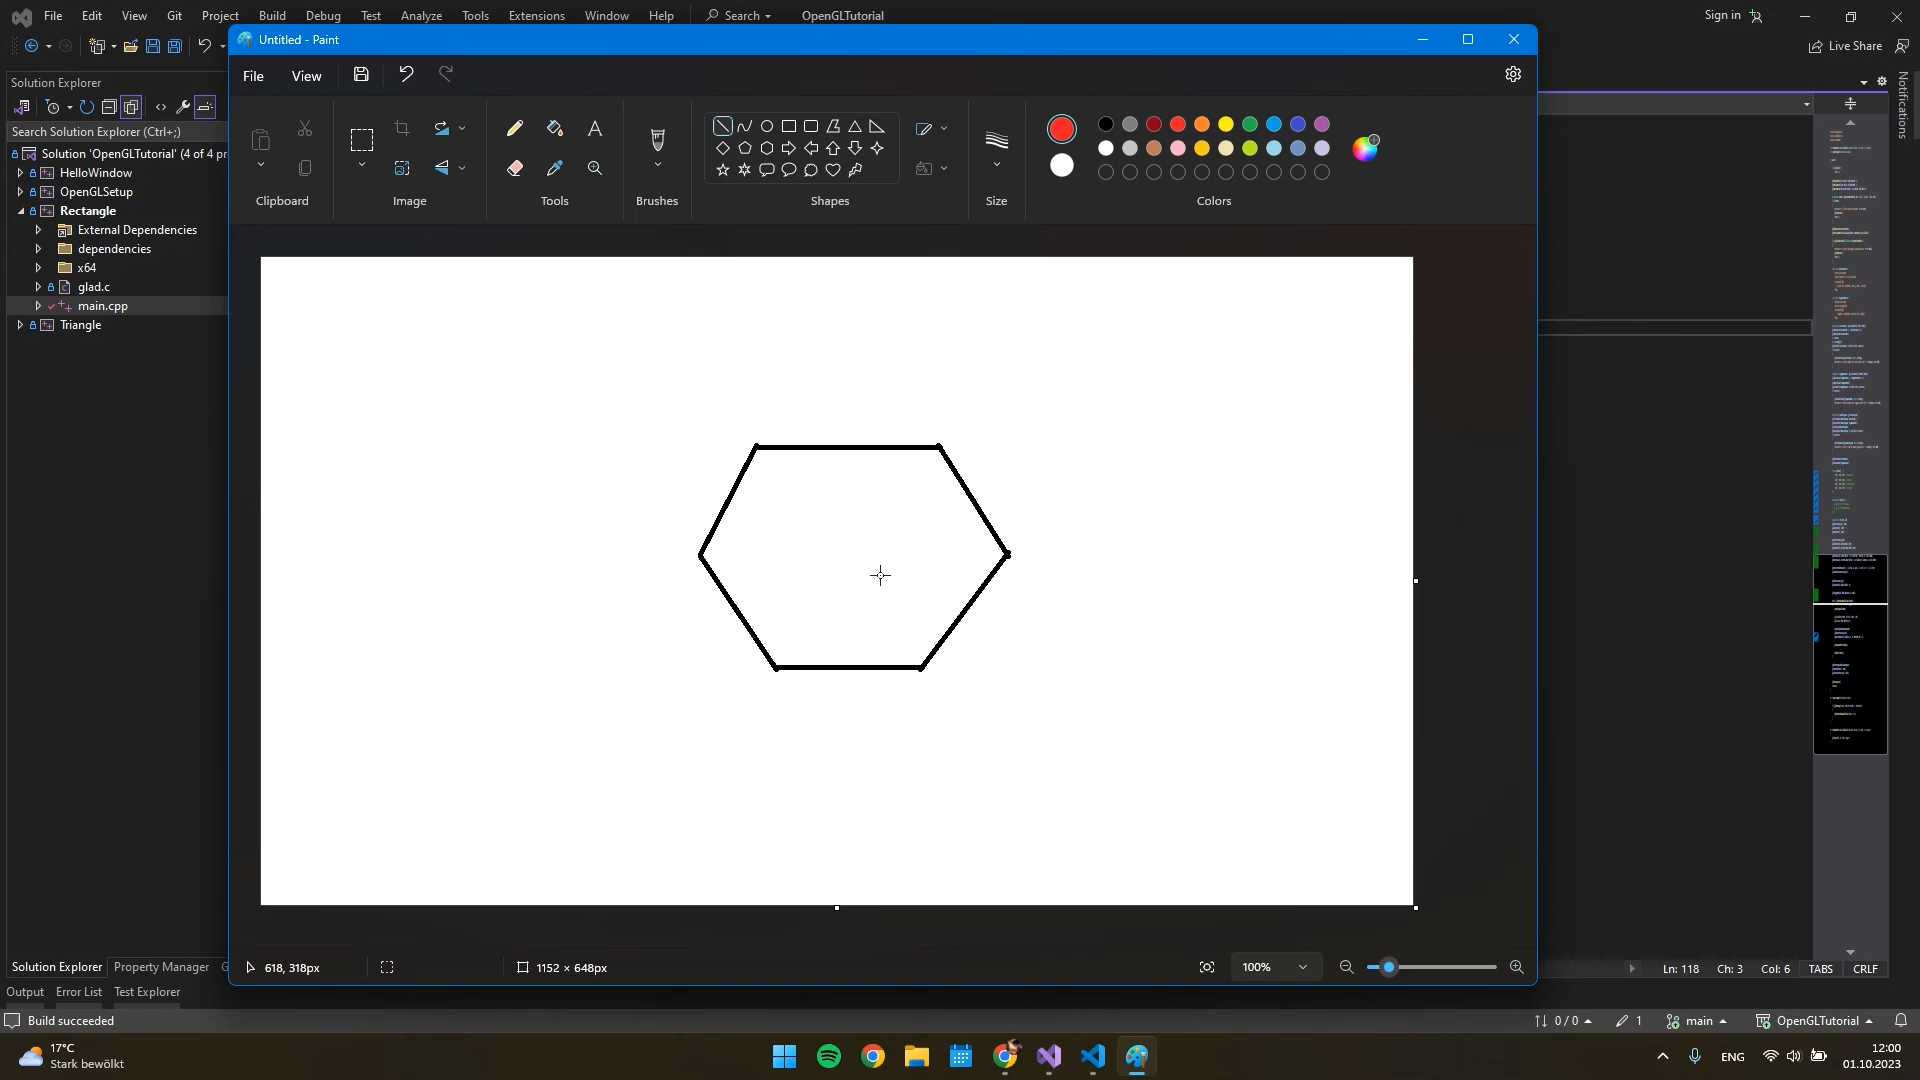 File Edit View Git Project Build Debug Test Analyze Tools Extensions Window Help Search OpenGLTutorial Sign in
Untitled - Paint
Live Share
File View
Solution Explorer
Notifications
Search Solution Explorer (Ctrl+;)
Solution 'OpenGLTutorial' (4 of 4 pr
HelloWindow
OpenGLSetup
Rectangle
External Dependencies
dependencies
x64
glad.c
main.cpp
Triangle
Clipboard Image Tools Brushes Shapes Size Colors
618, 318px 1152 × 648px 100%
Solution Explorer Property Manager G
Ln: 118 Ch: 3 Col: 6 TABS CRLF
Output Error List Test Explorer
Build succeeded
0 / 0 1 main OpenGLTutorial
17°C
Stark bewölkt
ENG
12:00
01.10.2023